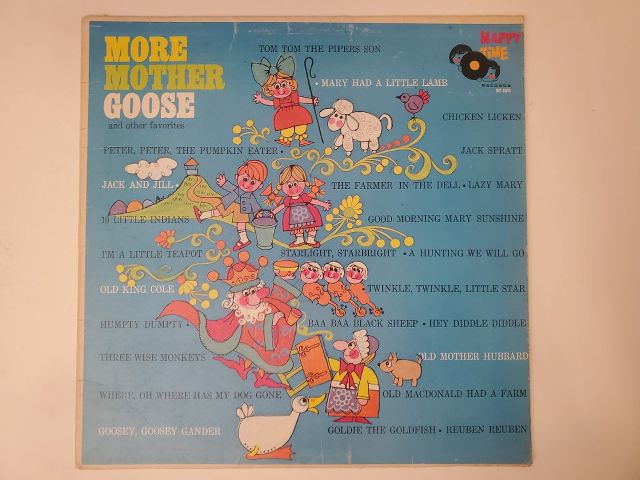 MORE
MOTHER
GOOSE
and other favorites
HAPPY
TIME
RECORDS
TOM TOM THE PIPERS SON
• MARY HAD A LITTLE LAMB
CHICKEN LICKEN
PETER, PETER, THE PUMPKIN EATER •
JACK SPRATT
JACK AND JILL •
THE FARMER IN THE DELL • LAZY MARY
10 LITTLE INDIANS
GOOD MORNING MARY SUNSHINE
I'M A LITTLE TEAPOT
STARLIGHT, STARBRIGHT • A HUNTING WE WILL GO
OLD KING COLE
TWINKLE, TWINKLE, LITTLE STAR
HUMPTY DUMPTY •
BAA BAA BLACK SHEEP • HEY DIDDLE DIDDLE
THREE WISE MONKEYS
OLD MOTHER HUBBARD
WHERE, OH WHERE HAS MY DOG GONE
OLD MACDONALD HAD A FARM
GOOSEY, GOOSEY GANDER
GOLDIE THE GOLDFISH • REUBEN REUBEN